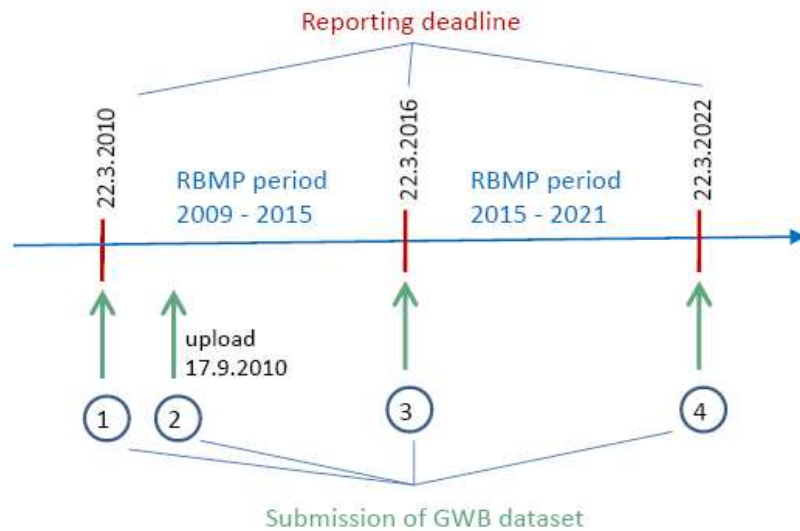 Reporting deadline
22.3.2010
22.3.2016
22.3.2022
RBMP period
2009 - 2015
RBMP period
2015 - 2021
upload
17.9.2010
1
2
3
4
Submission of GWB dataset